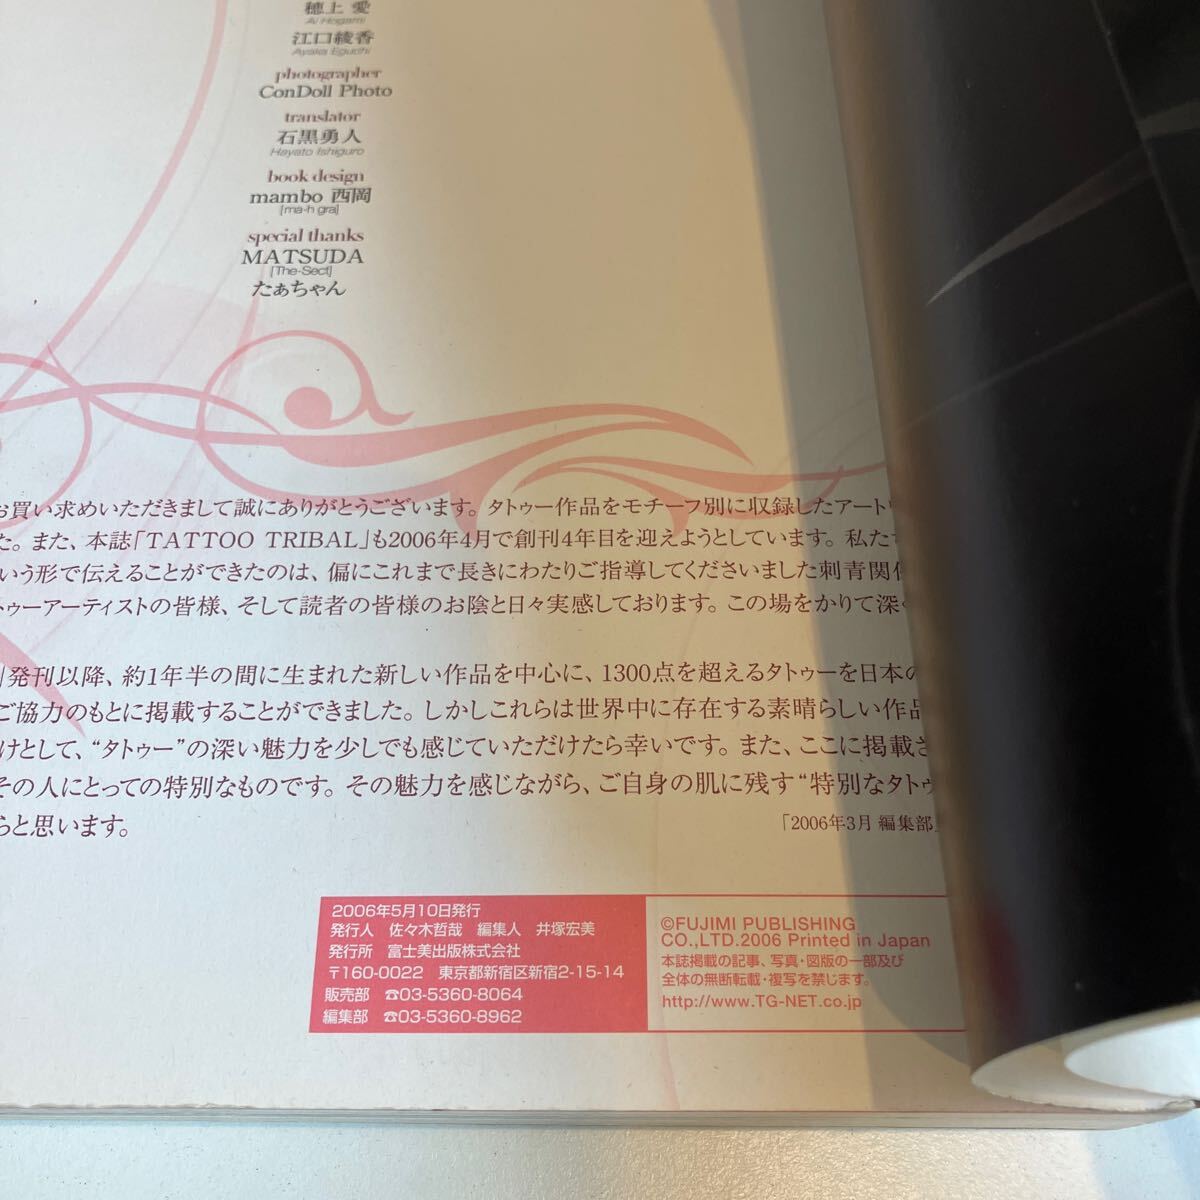 穂上 愛
Ai Hogami
江口綾香
Ayaka Eguchi
photographer
ConDoll Photo
translator
石黒勇人
Hayato Ishiguro
book design
mambo 西岡
[ma-h gra]
special thanks
MATSUDA
[The-Sect]
たぁちゃん
お買い求めいただきまして誠にありがとうございます。タトゥー作品をモチーフ別に収録したアート
た。また、本誌「TATTOO TRIBAL」も2006年4月で創刊4年目を迎えようとしています。私た
いう形で伝えることができたのは、偏にこれまで長きにわたりご指導してくださいました刺青関
トゥーアーティストの皆様、そして読者の皆様のお陰と日々実感しております。この場をかりて深
」発刊以降、約1年半の間に生まれた新しい作品を中心に、1300点を超えるタトゥーを日本の
ご協力のもとに掲載することができました。しかしこれらは世界中に存在する素晴らしい作品
けとして、“タトゥー”の深い魅力を少しでも感じていただけたら幸いです。また、ここに掲載さ
その人にとっての特別なものです。その魅力を感じながら、ご自身の肌に残す“特別なタトゥ
らと思います。
「2006年3月 編集部」
2006年5月10日発行
発行人 佐々木哲哉 編集人 井塚宏美
発行所 富士美出版株式会社
〒160-0022 東京都新宿区新宿2-15-14
販売部 ☎03-5360-8064
編集部 ☎03-5360-8962
©FUJIMI PUBLISHING
CO.,LTD.2006 Printed in Japan
本誌掲載の記事、写真・図版の一部及び
全体の無断転載・複写を禁じます。
http://www.TG-NET.co.jp